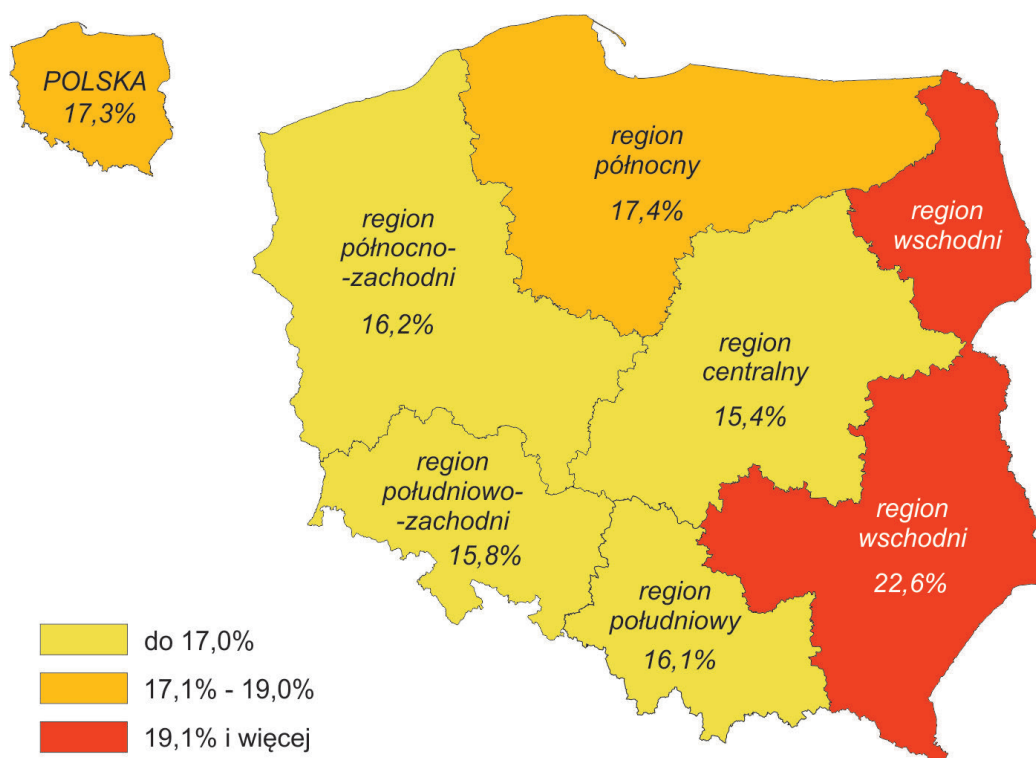 POLSKA
17,3%
region
północny
17,4%
region
wschodni
region
północno-
-zachodni
16,2%
region
centralny
15,4%
region
południowo-
-zachodni
15,8%
region
wschodni
22,6%
region
południowy
16,1%
do 17,0%
17,1% - 19,0%
19,1% i więcej